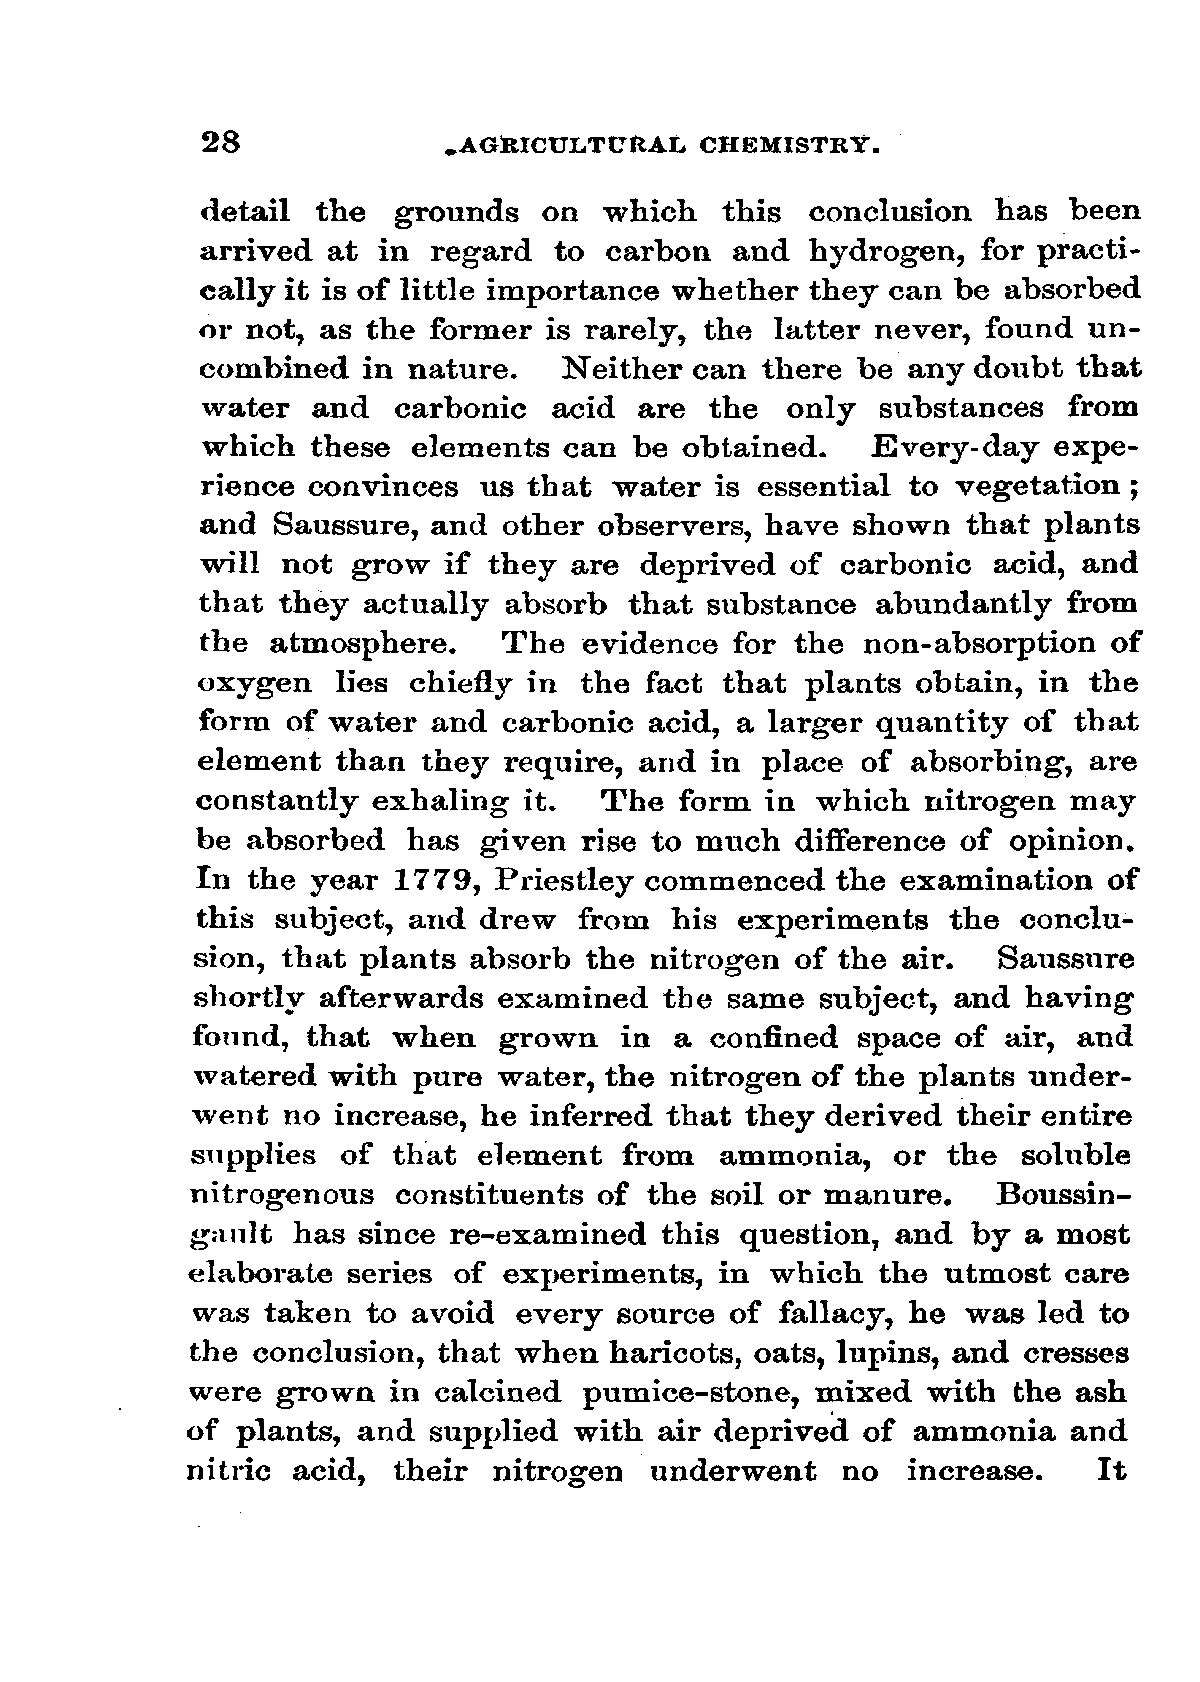 28 AGRICULTURAL CHEMISTRY.
detail the grounds on which this conclusion has been
arrived at in regard to carbon and hydrogen, for practi-
cally it is of little importance whether they can be absorbed
or not, as the former is rarely, the latter never, found un-
combined in nature. Neither can there be any doubt that
water and carbonic acid are the only substances from
which these elements can be obtained. Every-day expe-
rience convinces us that water is essential to vegetation ;
and Saussure, and other observers, have shown that plants
will not grow if they are deprived of carbonic acid, and
that they actually absorb that substance abundantly from
the atmosphere. The evidence for the non-absorption of
oxygen lies chiefly in the fact that plants obtain, in the
form of water and carbonic acid, a larger quantity of that
element than they require, and in place of absorbing, are
constantly exhaling it. The form in which nitrogen may
be absorbed has given rise to much difference of opinion.
In the year 1779, Priestley commenced the examination of
this subject, and drew from his experiments the conclu-
sion, that plants absorb the nitrogen of the air. Saussure
shortly afterwards examined the same subject, and having
found, that when grown in a confined space of air, and
watered with pure water, the nitrogen of the plants under-
went no increase, he inferred that they derived their entire
supplies of that element from ammonia, or the soluble
nitrogenous constituents of the soil or manure. Boussin-
gault has since re-examined this question, and by a most
elaborate series of experiments, in which the utmost care
was taken to avoid every source of fallacy, he was led to
the conclusion, that when haricots, oats, lupins, and cresses
were grown in calcined pumice-stone, mixed with the ash
of plants, and supplied with air deprived of ammonia and
nitric acid, their nitrogen underwent no increase. It